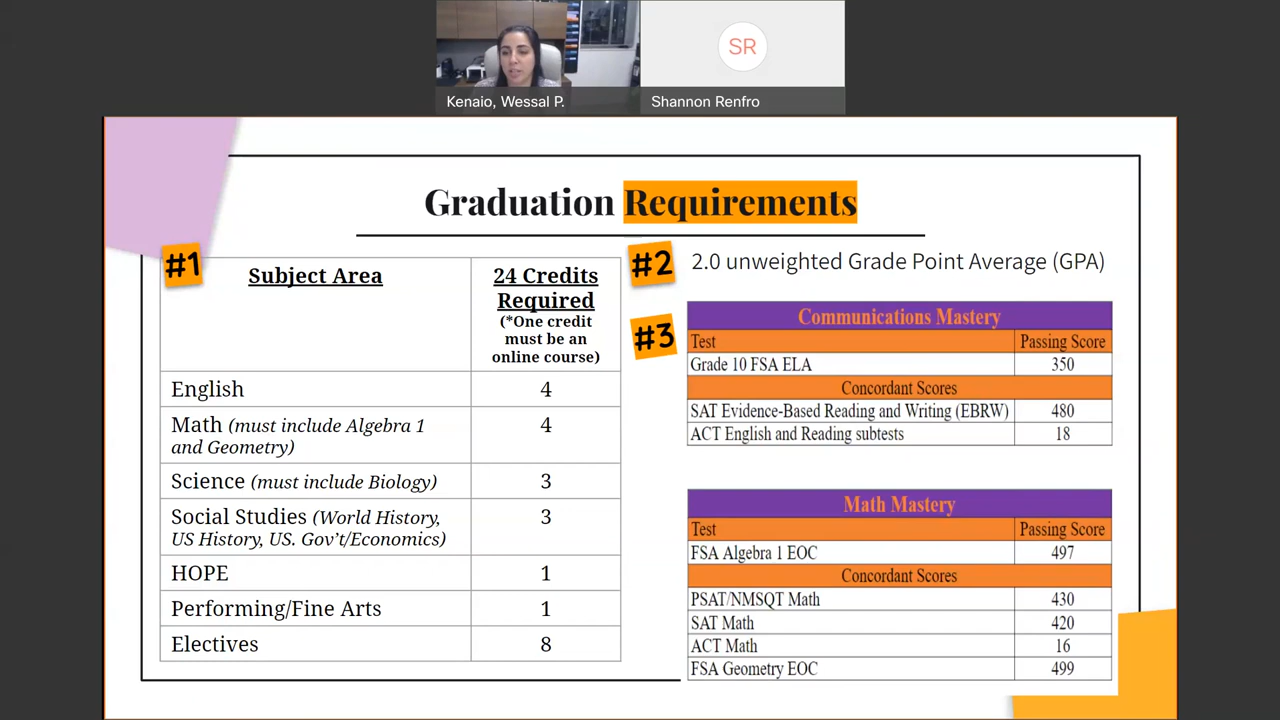 SR
Kenaio, Wessal P.
Shannon Renfro
Graduation Requirements
#1
Subject Area
24 Credits
Required
(*One credit
must be an
online course)
English
4
Math (must include Algebra 1
and Geometry)
4
Science (must include Biology)
3
Social Studies (World History,
US History, US. Gov't/Economics)
3
HOPE
1
Performing/Fine Arts
1
Electives
8
#2
2.0 unweighted Grade Point Average (GPA)
#3
Communications Mastery
Test
Passing Score
Grade 10 FSA ELA
350
Concordant Scores
SAT Evidence-Based Reading and Writing (EBRW)
480
ACT English and Reading subtests
18
Math Mastery
Test
Passing Score
FSA Algebra 1 EOC
497
Concordant Scores
PSAT/NMSQT Math
430
SAT Math
420
ACT Math
16
FSA Geometry EOC
499